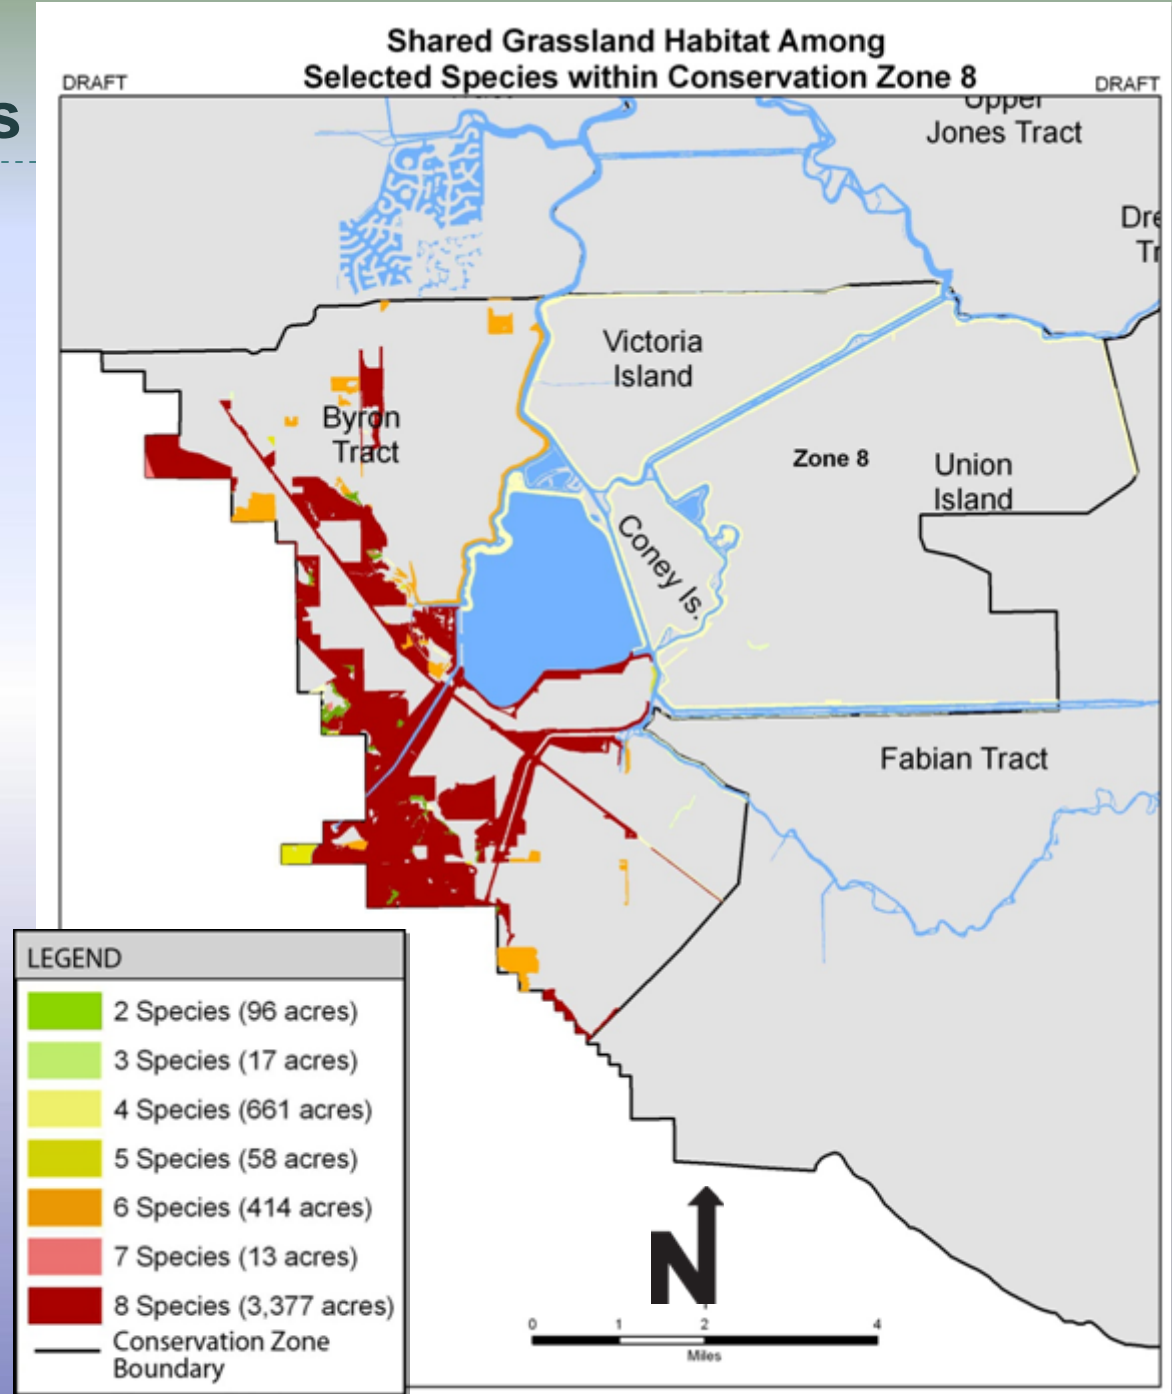 s
Shared Grassland Habitat Among
Selected Species within Conservation Zone 8
DRAFT
DRAFT
Upper
Jones Tract
Dre
Tr
Victoria
Island
Byron
Tract
Zone 8
Union
Island
Coney Is.
Fabian Tract
LEGEND
2 Species (96 acres)
3 Species (17 acres)
4 Species (661 acres)
5 Species (58 acres)
6 Species (414 acres)
7 Species (13 acres)
8 Species (3,377 acres)
Conservation Zone
Boundary
N
0 1 2 4
Miles